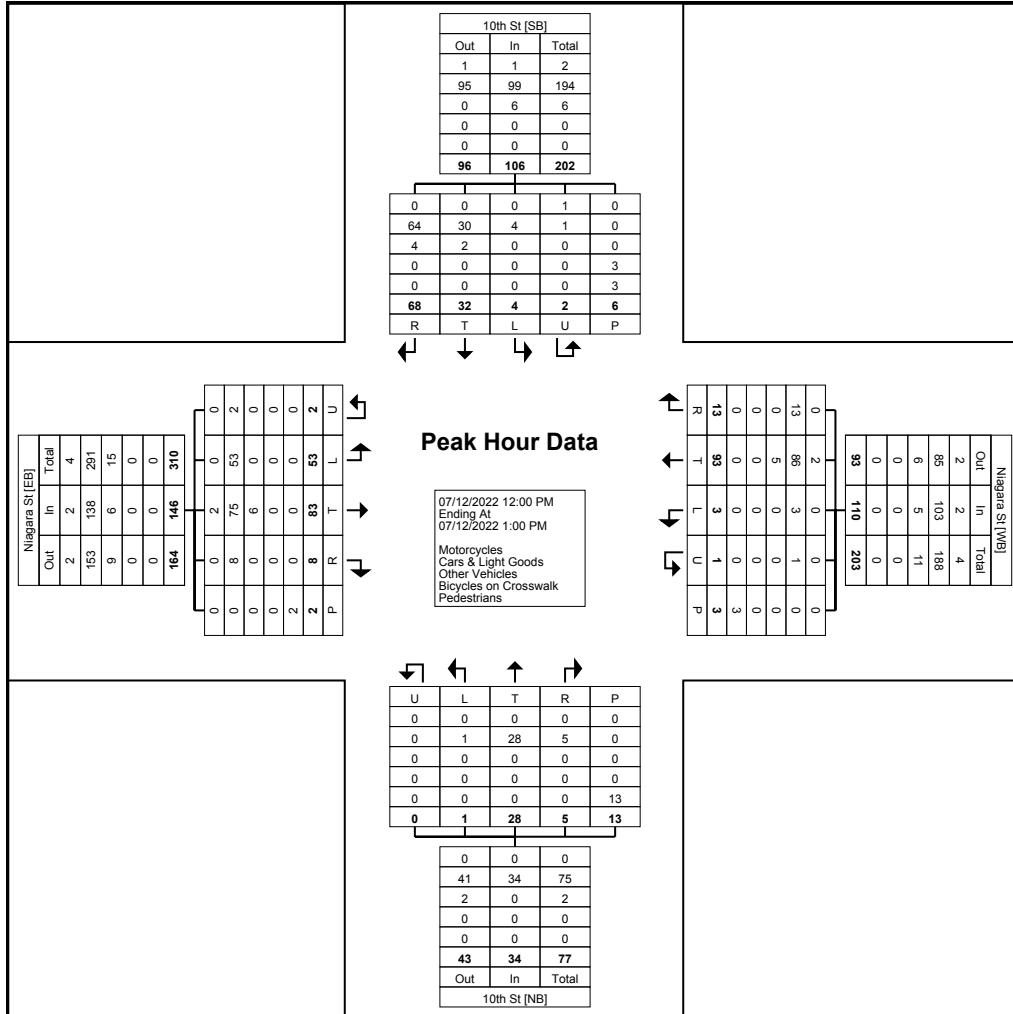 10th St [SB]
Out In Total
1 1 2
95 99 194
0 6 6
0 0 0
0 0 0
96 106 202
0 0 0 1 0
64 30 4 1 0
4 2 0 0 0
0 0 0 0 3
0 0 0 0 3
68 32 4 2 6
R T L U P
Niagara St [EB]
Out In Total
2 2 4
153 138 291
9 6 15
0 0 0
0 0 0
164 146 310
0 0 2 0 0
0 8 75 53 2
0 0 6 0 0
0 0 0 0 0
2 0 0 0 0
2 8 83 53 2
P R T L U
Peak Hour Data
07/12/2022 12:00 PM
Ending At
07/12/2022 1:00 PM
Motorcycles
Cars & Light Goods
Other Vehicles
Bicycles on Crosswalk
Pedestrians
Niagara St [WB]
Out In Total
2 2 4
85 103 188
6 5 11
0 0 0
0 0 0
93 110 203
0 2 0 0 0
13 86 3 1 0
0 5 0 0 0
0 0 0 0 0
0 0 0 0 3
13 93 3 1 3
R T L U P
U L T R P
0 0 0 0 0
0 1 28 5 0
0 0 0 0 0
0 0 0 0 0
0 0 0 0 13
0 1 28 5 13
0 0 0
41 34 75
2 0 2
0 0 0
0 0 0
43 34 77
Out In Total
10th St [NB]